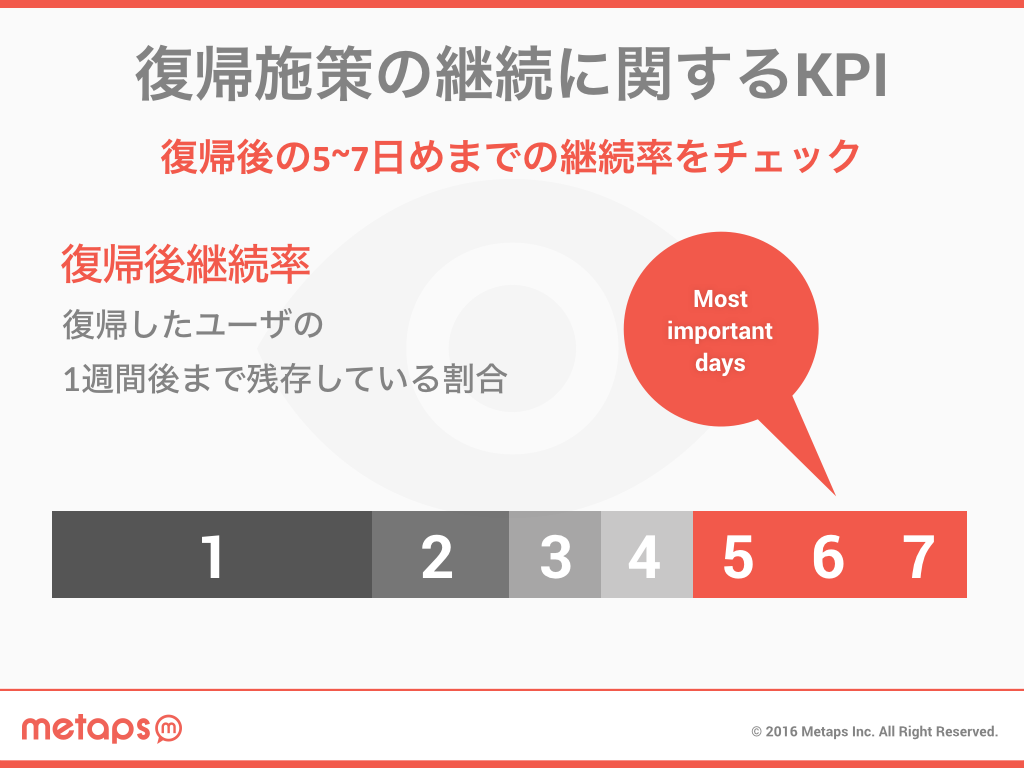 復帰施策の継続に関するKPI
復帰後の5~7日めまでの継続率をチェック
復帰後継続率
復帰したユーザの
1週間後まで残存している割合
Most
important
days
1 2 3 4 5 6 7
metaps m
© 2016 Metaps Inc. All Right Reserved.